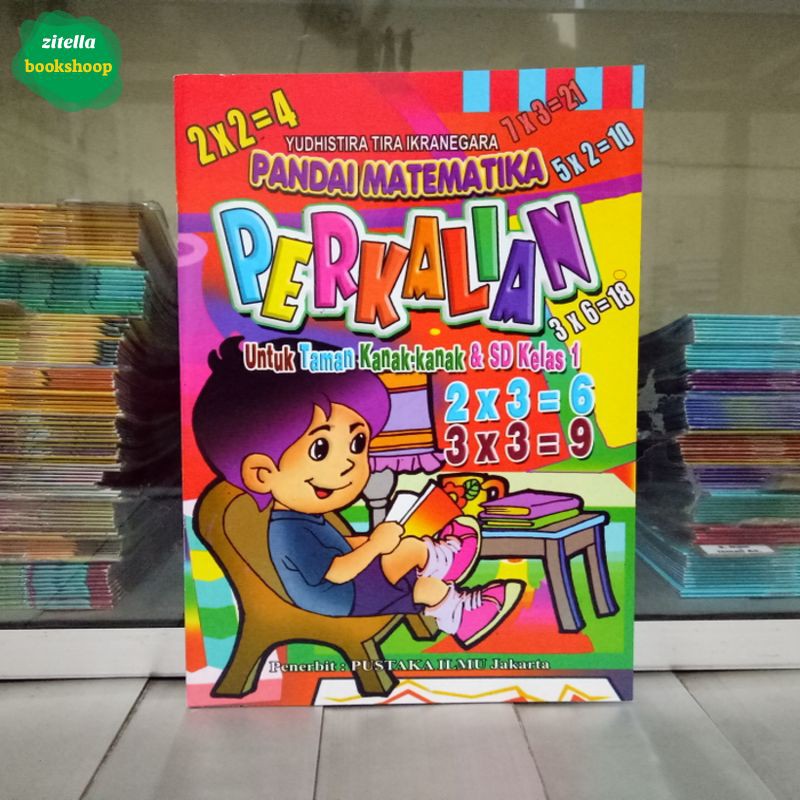 zitella
bookshoop
2x2=4
7 x 3 = 21
YUDHISTIRA TIRA IKRANEGARA
5 x 2 = 10
PANDAI MATEMATIKA
PERKALIAN
3 x 6 = 18
Untuk Taman Kanak-kanak & SD Kelas 1
2 x 3 = 6
3 x 3 = 9
Penerbit : PUSTAKA ILMU Jakarta